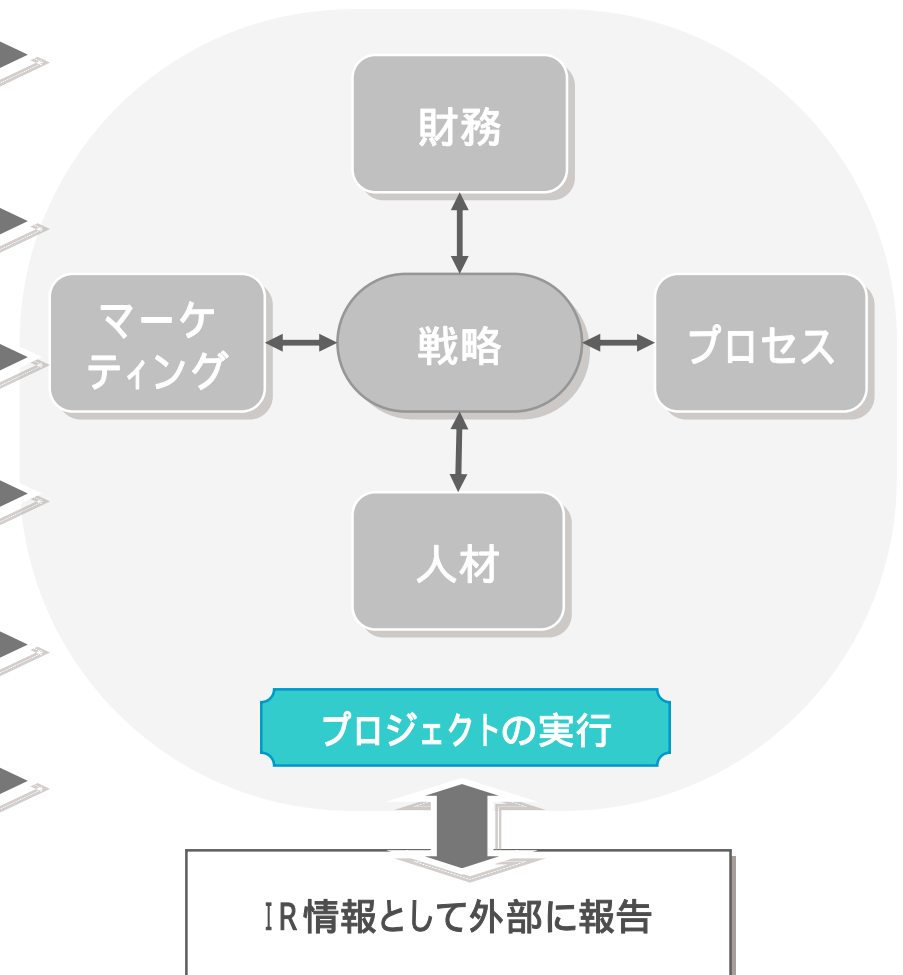 財務
マーケ
ティング
戦略
プロセス
人材
プロジェクトの実行
IR情報として外部に報告